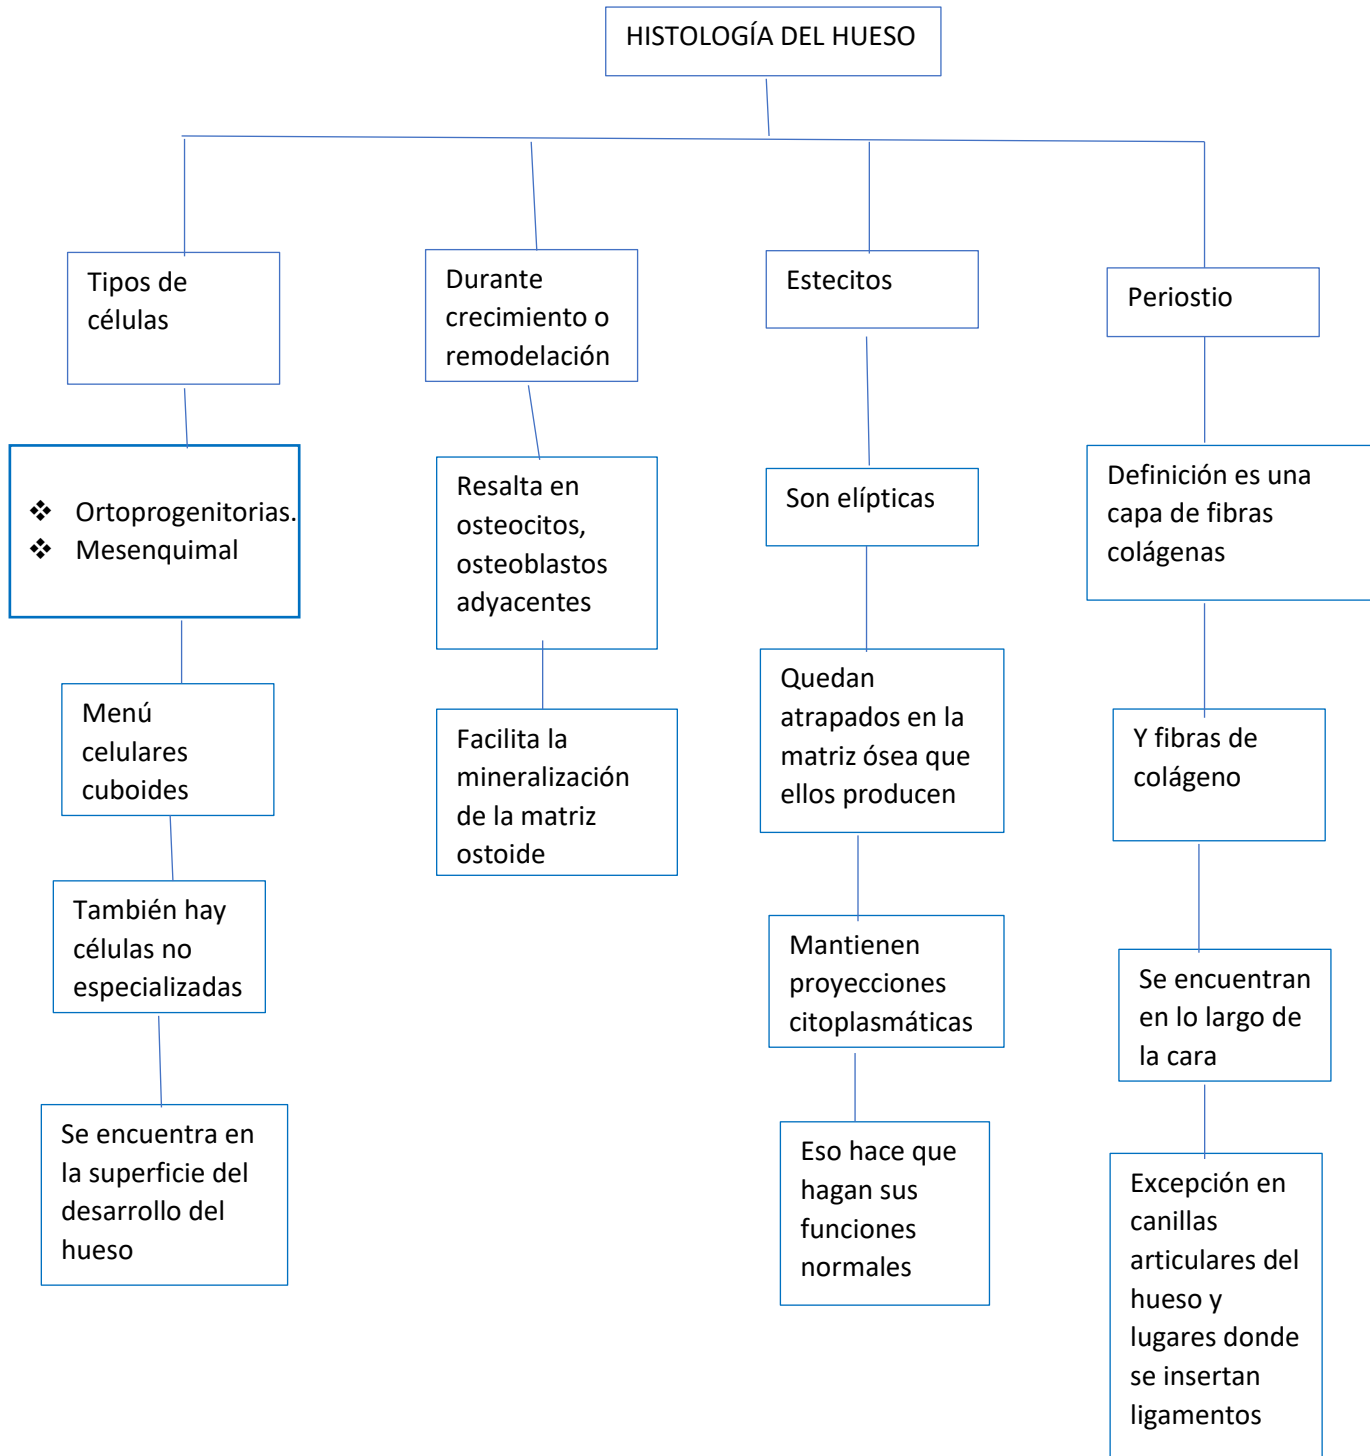 HISTOLOGÍA DEL HUESO
Tipos de
células
❖ Ortoprogenitorias.
❖ Mesenquimal
Menú
celulares
cuboides
También hay
células no
especializadas
Se encuentra en
la superficie del
desarrollo del
hueso
Durante
crecimiento o
remodelación
Resalta en
osteocitos,
osteoblastos
adyacentes
Facilita la
mineralización
de la matriz
ostoide
Estecitos
Son elípticas
Quedan
atrapados en la
matriz ósea que
ellos producen
Mantienen
proyecciones
citoplasmáticas
Eso hace que
hagan sus
funciones
normales
Periostio
Definición es una
capa de fibras
colágenas
Y fibras de
colágeno
Se encuentran
en lo largo de
la cara
Excepción en
canillas
articulares del
hueso y
lugares donde
se insertan
ligamentos